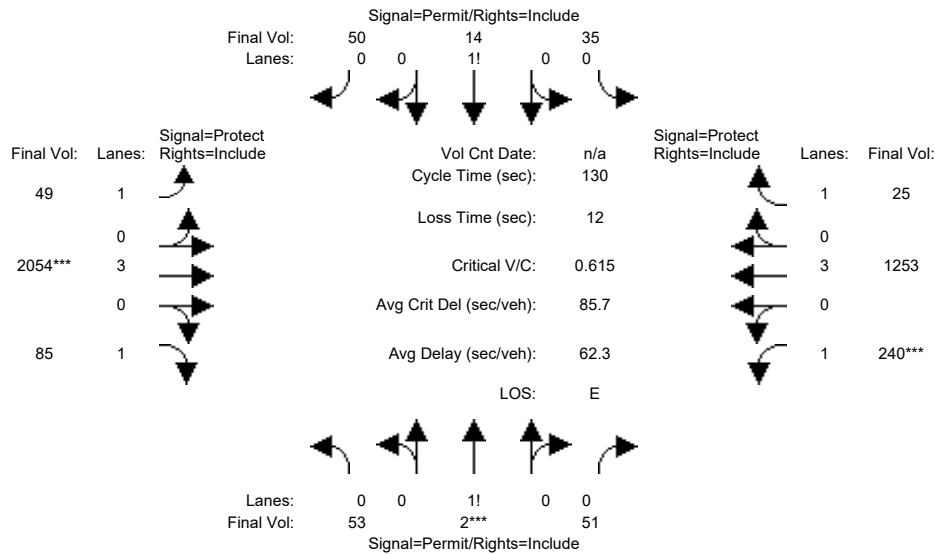 Signal=Permit/Rights=Include
Final Vol: 50 14 35
Lanes: 0 0 1! 0 0
Signal=Protect
Final Vol: Lanes: Rights=Include
Vol Cnt Date: n/a
Signal=Protect
Rights=Include Lanes: Final Vol:
Cycle Time (sec): 130
49 1
1 25
Loss Time (sec): 12
0
0
2054*** 3
Critical V/C: 0.615
3 1253
0
Avg Crit Del (sec/veh): 85.7
0
85 1
Avg Delay (sec/veh): 62.3
1 240***
LOS: E
Lanes: 0 0 1! 0 0
Final Vol: 53 2*** 51
Signal=Permit/Rights=Include